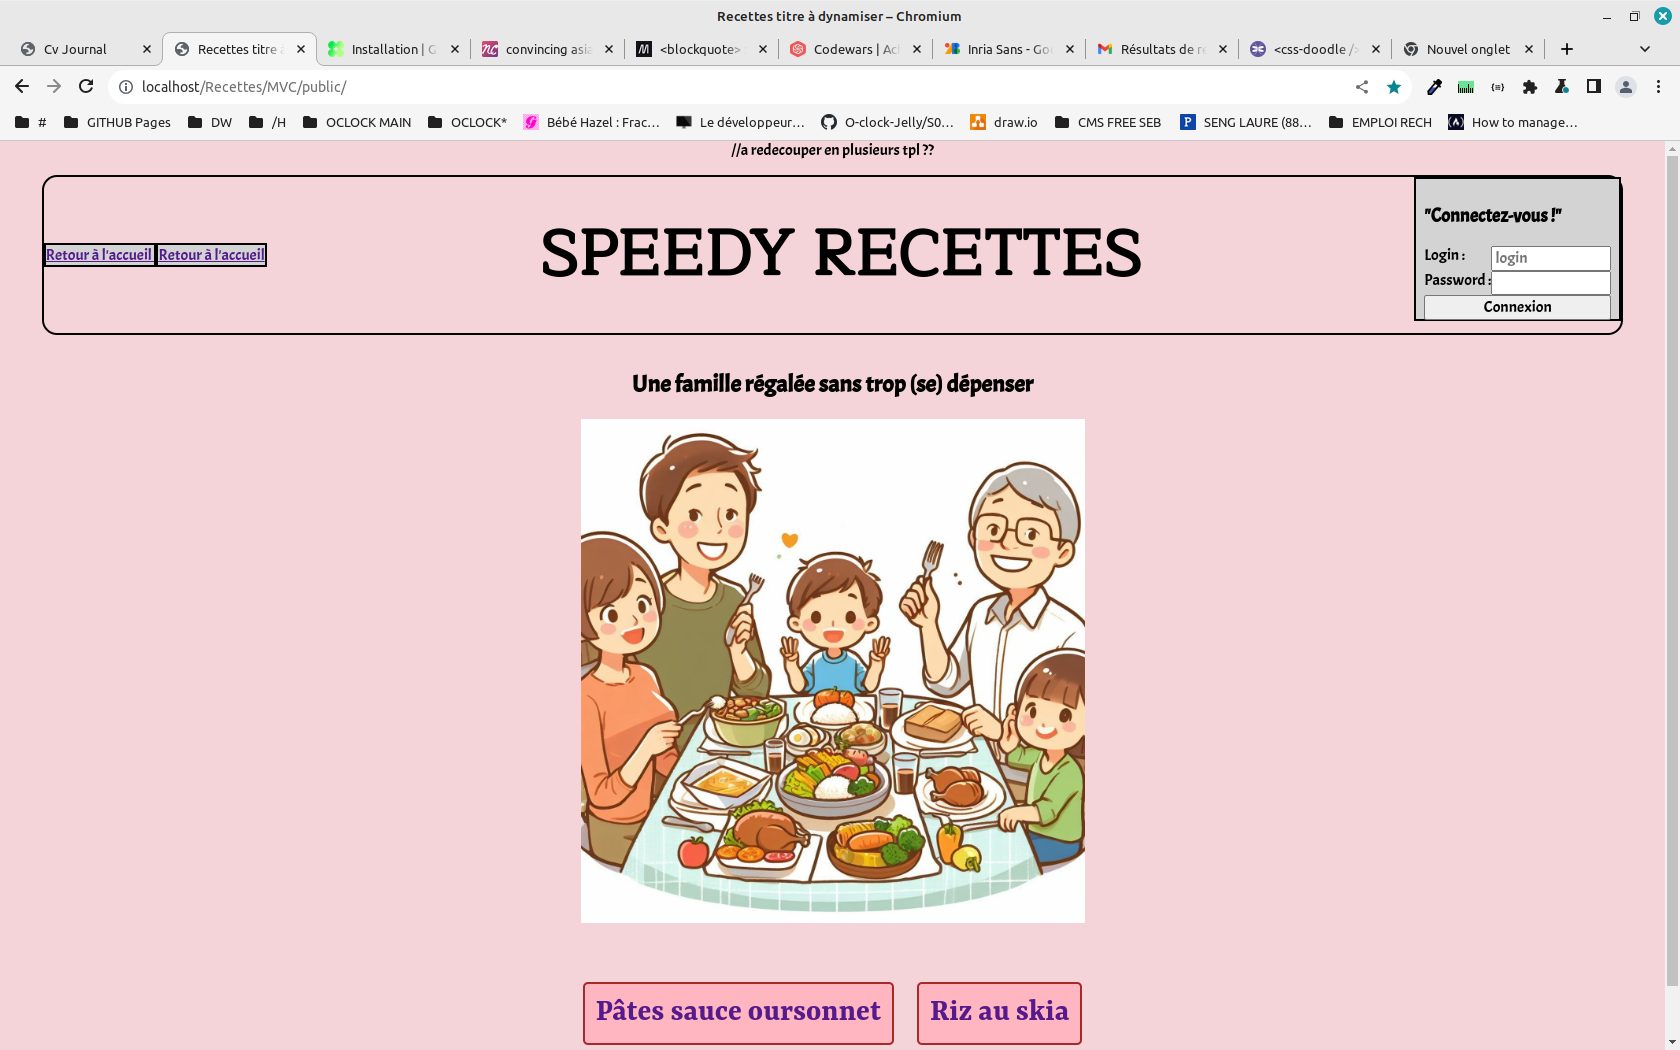 Recettes titre à dynamiser – Chromium
Cv Journal
Recettes titre à
Installation | G
convincing asia
<blockquote>
Codewars | Ac
Inria Sans - Go
Résultats de r
<css-doodle />
Nouvel onglet
localhost/Recettes/MVC/public/
#
GITHUB Pages
DW
/H
OCLOCK MAIN
OCLOCK*
Bébé Hazel : Frac…
Le développeur…
O-clock-Jelly/S0…
draw.io
CMS FREE SEB
SENG LAURE (88…
EMPLOI RECH
How to manage…
//a redecouper en plusieurs tpl ??
Retour à l'accueil Retour à l'accueil
SPEEDY RECETTES
"Connectez-vous !"
Login : login
Password :
Connexion
Une famille régalée sans trop (se) dépenser
Pâtes sauce oursonnet
Riz au skia